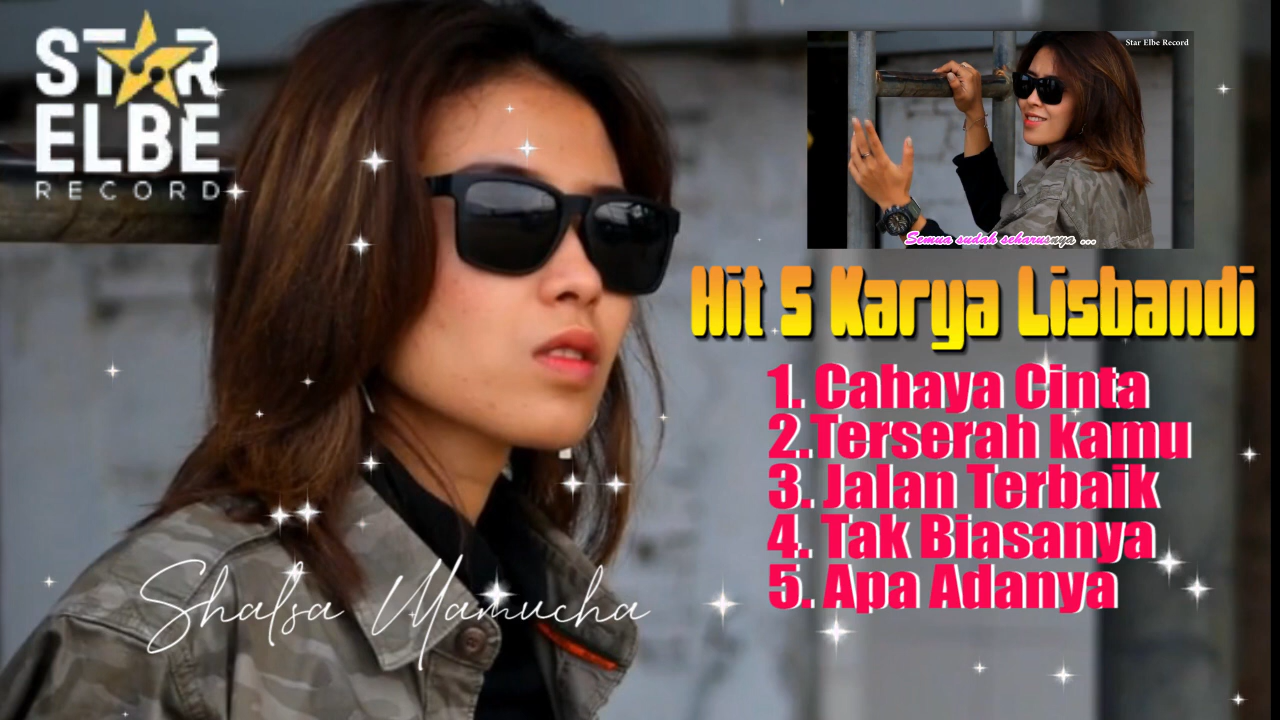 STAR
ELBE
RECORD
Star Elbe Record
Semua sudah seharusnya ...
Hit 5 Karya Lisbandi
1. Cahaya Cinta
2..Terserah kamu
3. Jalan Terbaik
4. Tak Biasanya
5. Apa Adanya
Shalsa Mamucha